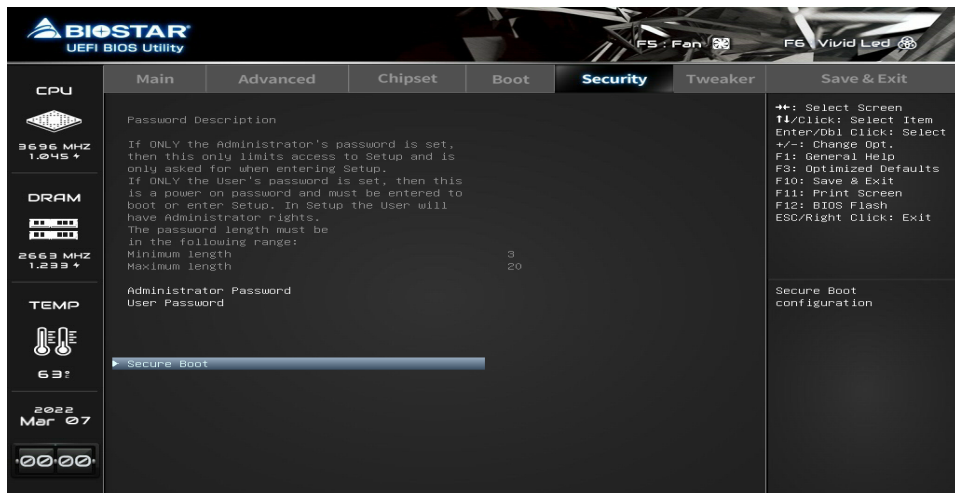 BIOSTAR®
UEFI BIOS Utility
F5 : Fan
F6 Vivid Led
Main Advanced Chipset Boot Security Tweaker Save & Exit
CPU
3696 MHZ
1.045
DRAM
2663 MHZ
1.233
TEMP
63°
2022
Mar 07
00:00
Password Description
If ONLY the Administrator's password is set,
then this only limits access to Setup and is
only asked for when entering Setup.
If ONLY the User's password is set, then this
is a power on password and must be entered to
boot or enter Setup. In Setup the User will
have Administrator rights.
The password length must be
in the following range:
Minimum length 3
Maximum length 20
Administrator Password
User Password
Secure Boot
→←: Select Screen
↑↓/Click: Select Item
Enter/Dbl Click: Select
+/-: Change Opt.
F1: General Help
F3: Optimized Defaults
F10: Save & Exit
F11: Print Screen
F12: BIOS Flash
ESC/Right Click: Exit
Secure Boot
configuration